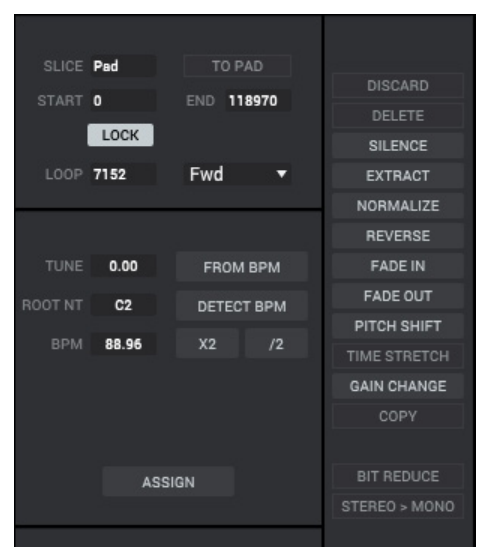 SLICE Pad TO PAD
START 0 END 118970
LOCK
LOOP 7152 Fwd
TUNE 0.00 FROM BPM
ROOT NT C2 DETECT BPM
BPM 88.96 X2 /2
ASSIGN
DISCARD
DELETE
SILENCE
EXTRACT
NORMALIZE
REVERSE
FADE IN
FADE OUT
PITCH SHIFT
TIME STRETCH
GAIN CHANGE
COPY
BIT REDUCE
STEREO > MONO